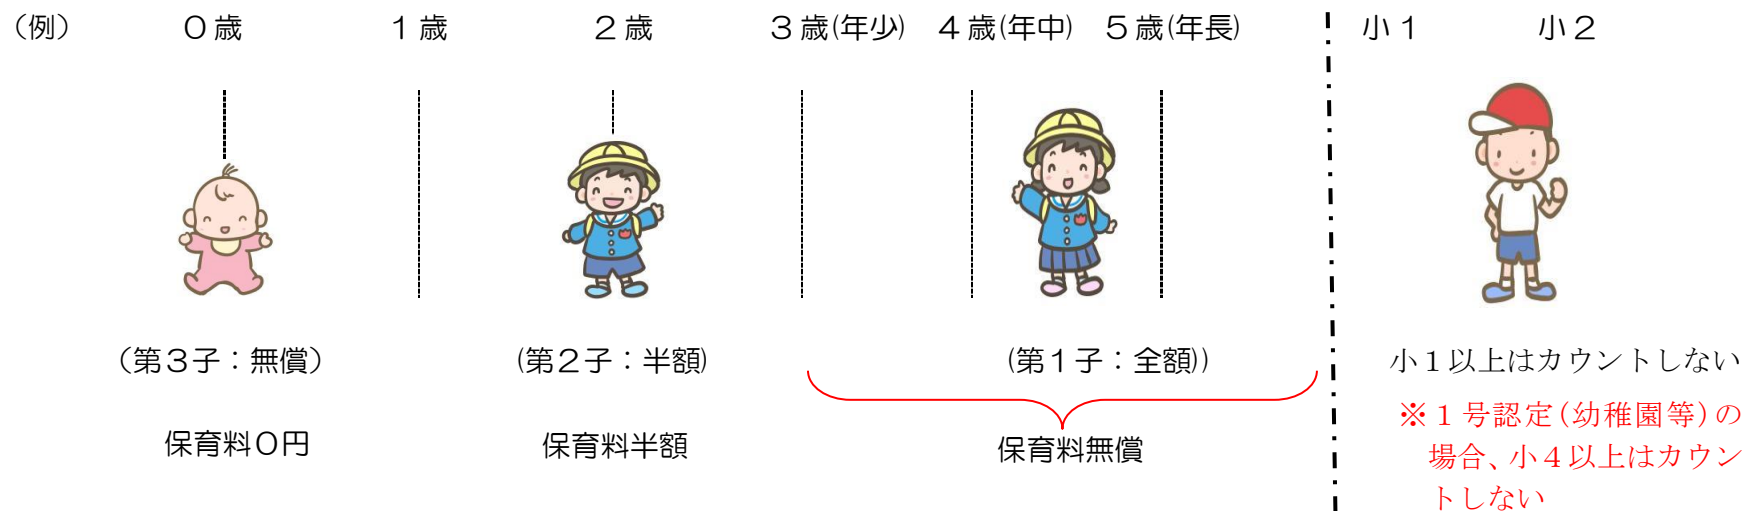 （例） ０歳 １歳 ２歳 ３歳(年少) ４歳(年中) ５歳(年長) 小１ 小２
（第３子：無償） (第２子：半額) (第１子：全額)) 小１以上はカウントしない
保育料０円 保育料半額 保育料無償
※１号認定(幼稚園等)の
場合、小４以上はカウン
トしない